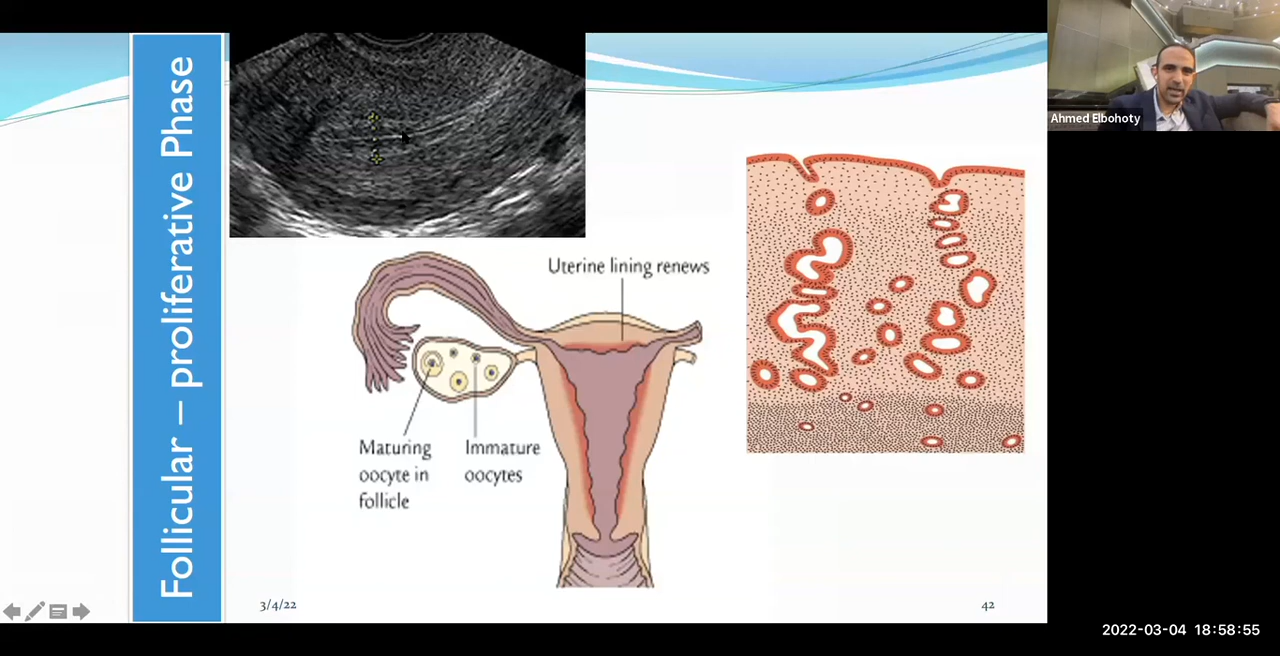 Follicular – proliferative Phase
Ahmed Elbohoty
Uterine lining renews
Maturing
oocyte in
follicle
Immature
oocytes
3/4/22
42
2022-03-04 18:58:55